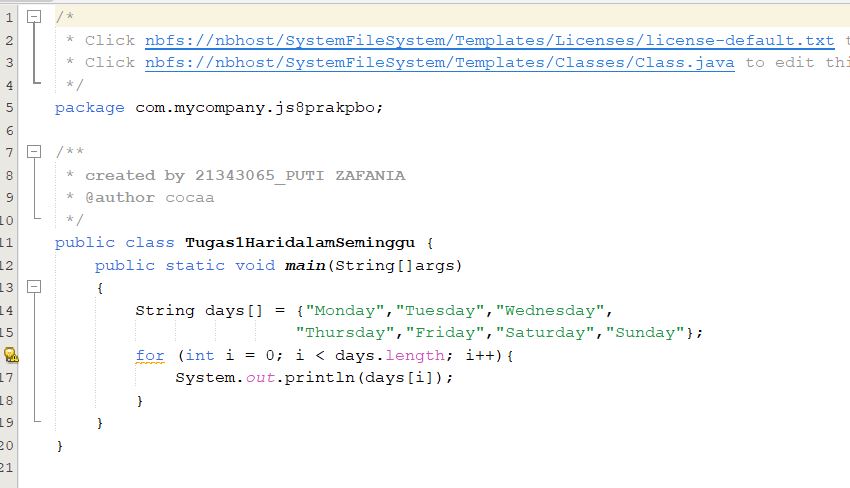 1 /*
2 * Click nbfs://nbhost/SystemFileSystem/Templates/Licenses/license-default.txt t
3 * Click nbfs://nbhost/SystemFileSystem/Templates/Classes/Class.java to edit thi
4 */
5 package com.mycompany.js8prakpbo;
6
7 /**
8 * created by 21343065_PUTI ZAFANIA
9 * @author cocaa
10 */
11 public class Tugas1HaridalamSeminggu {
12 public static void main(String[]args)
13 {
14 String days[] = {"Monday","Tuesday","Wednesday",
15 "Thursday","Friday","Saturday","Sunday"};
for (int i = 0; i < days.length; i++){
17 System.out.println(days[i]);
18 }
19 }
20 }
21